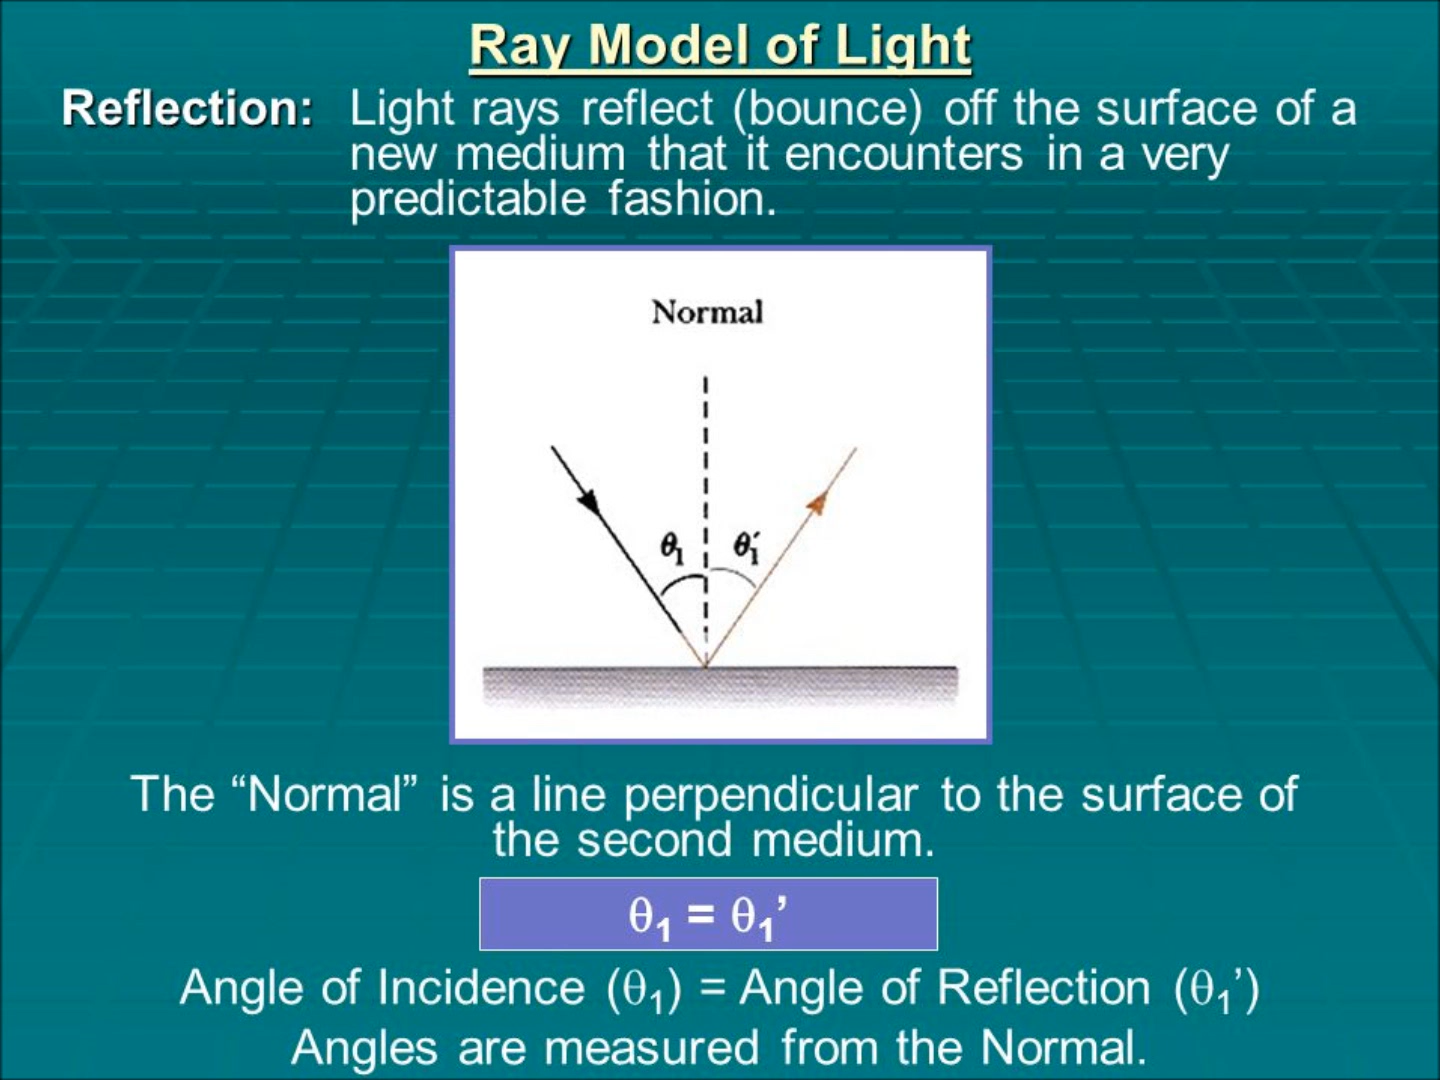 Ray Model of Light
Reflection: Light rays reflect (bounce) off the surface of a
new medium that it encounters in a very
predictable fashion.
Normal
θ₁ θ₁′
The “Normal” is a line perpendicular to the surface of
the second medium.
θ₁ = θ₁’
Angle of Incidence (θ₁) = Angle of Reflection (θ₁’)
Angles are measured from the Normal.